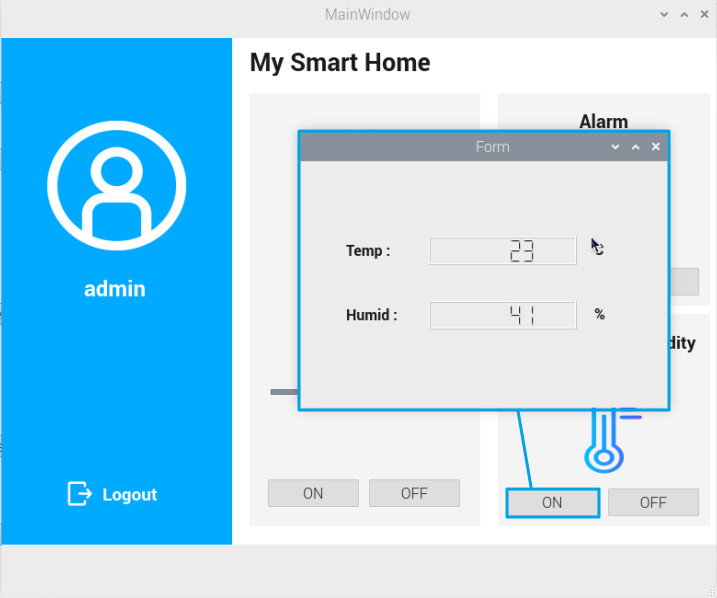 MainWindow
My Smart Home
admin
Logout
Alarm
Form
Temp :
23
Humid :
41
%
dity
ON
OFF
ON
OFF